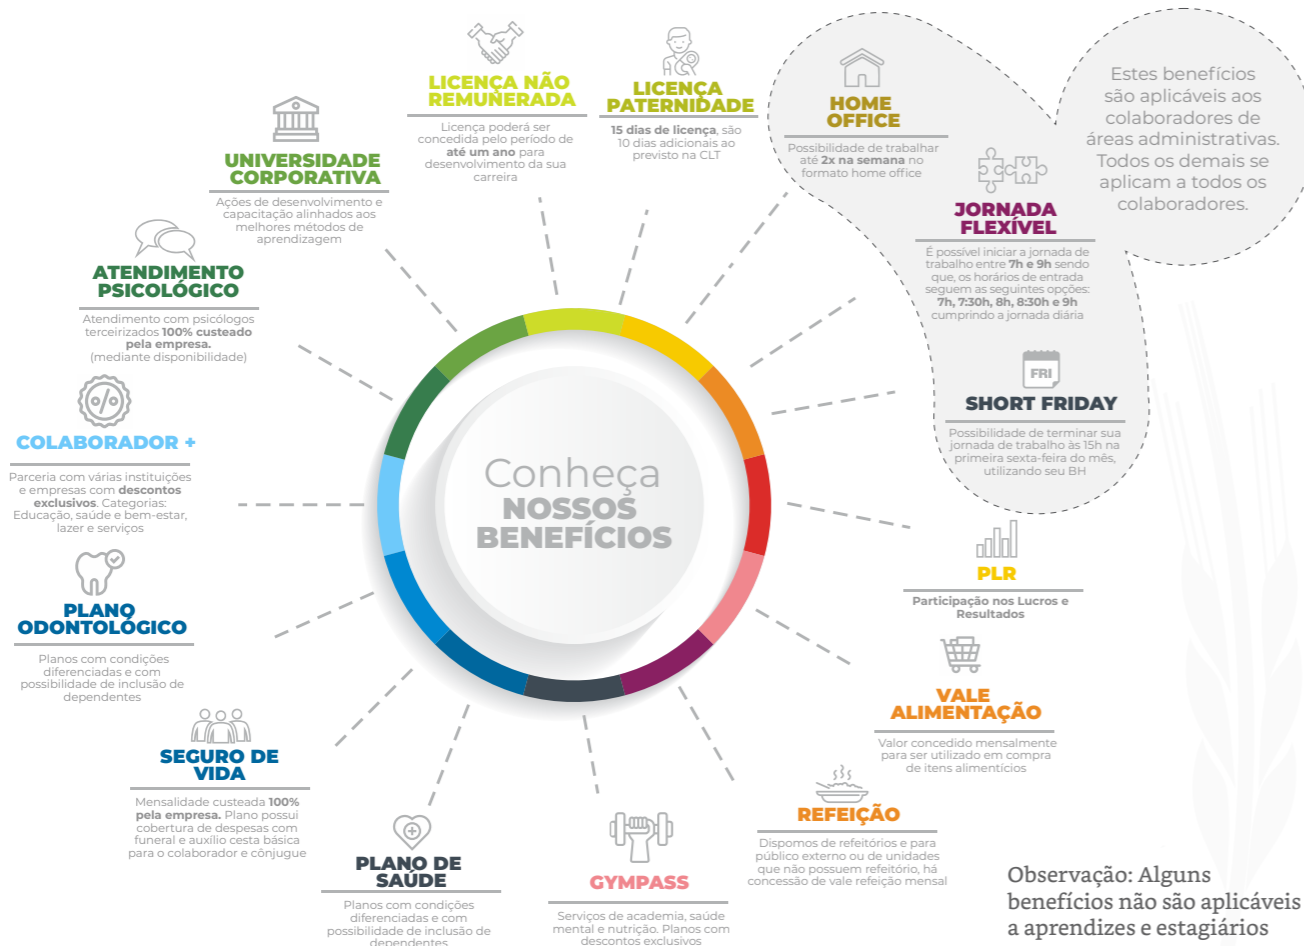 LICENÇA NÃO
REMUNERADA
Licença poderá ser
concedida pelo período de
até um ano para
desenvolvimento da sua
carreira
LICENÇA
PATERNIDADE
15 dias de licença, são
10 dias adicionais ao
previsto na CLT
HOME
OFFICE
Possibilidade de trabalhar
até 2x na semana no
formato home office
Estes benefícios
são aplicáveis aos
colaboradores de
áreas administrativas.
Todos os demais se
aplicam a todos os
colaboradores.
JORNADA
FLEXÍVEL
É possível iniciar a jornada de
trabalho entre 7h e 9h sendo
que, os horários de entrada
seguem as seguintes opções:
7h, 7:30h, 8h, 8:30h e 9h
cumprindo a jornada diária
FRI
SHORT FRIDAY
Possibilidade de terminar sua
jornada de trabalho às 15h na
primeira sexta-feira do mês,
utilizando seu BH
PLR
Participação nos Lucros e
Resultados
VALE
ALIMENTAÇÃO
Valor concedido mensalmente
para ser utilizado em compra
de itens alimentícios
REFEIÇÃO
Dispomos de refeitórios e para
público externo ou de unidades
que não possuem refeitório, há
concessão de vale refeição mensal
GYMPASS
Serviços de academia, saúde
mental e nutrição. Planos com
descontos exclusivos
PLANO DE
SAÚDE
Planos com condições
diferenciadas e com
possibilidade de inclusão de
dependentes
SEGURO DE
VIDA
Mensalidade custeada 100%
pela empresa. Plano possui
cobertura de despesas com
funeral e auxílio cesta básica
para o colaborador e cônjugue
PLANO
ODONTOLÓGICO
Planos com condições
diferenciadas e com
possibilidade de inclusão de
dependentes
COLABORADOR +
Parceria com várias instituições
e empresas com descontos
exclusivos. Categorias:
Educação, saúde e bem-estar,
lazer e serviços
ATENDIMENTO
PSICOLÓGICO
Atendimento com psicólogos
terceirizados 100% custeado
pela empresa.
(mediante disponibilidade)
UNIVERSIDADE
CORPORATIVA
Ações de desenvolvimento e
capacitação alinhados aos
melhores métodos de
aprendizagem
Conheça
NOSSOS
BENEFÍCIOS
Observação: Alguns
benefícios não são aplicáveis
a aprendizes e estagiários